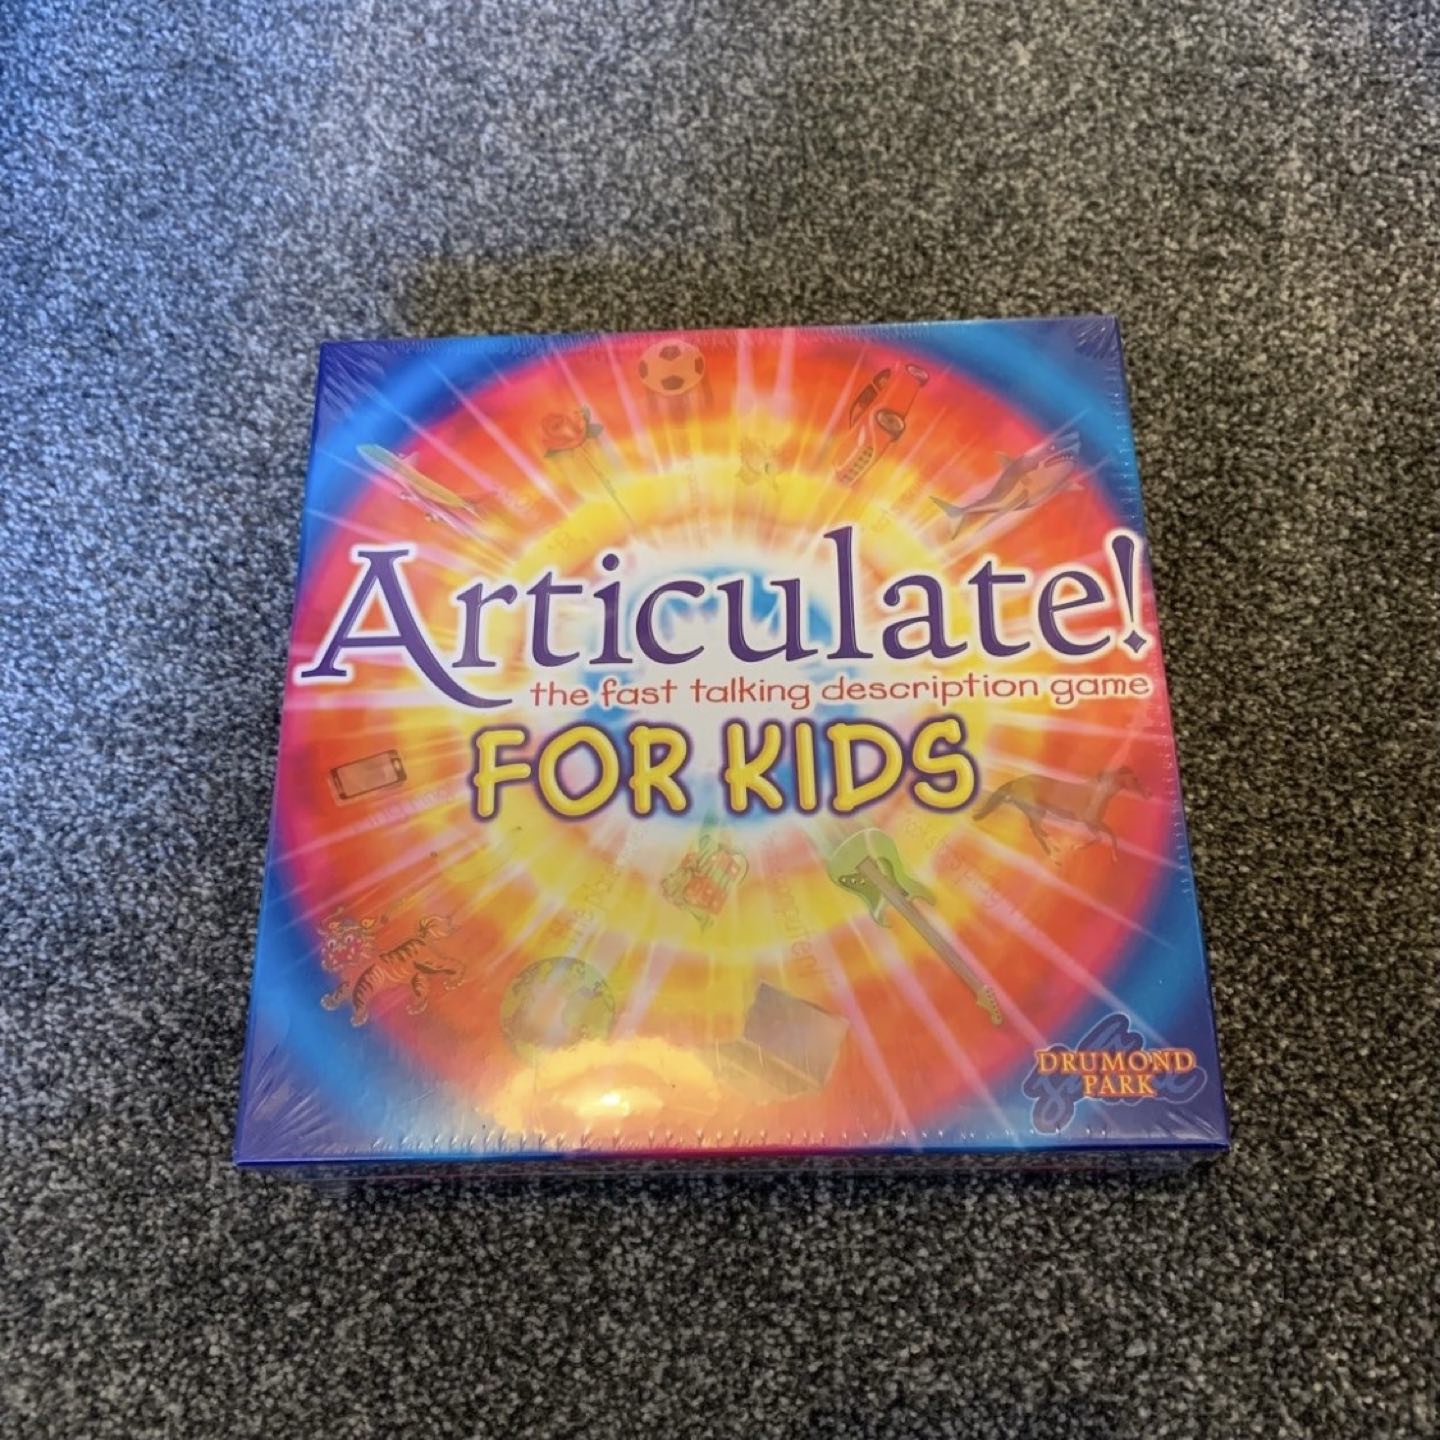 Articulate!
the fast talking description game
FOR KIDS
DRUMOND
PARK